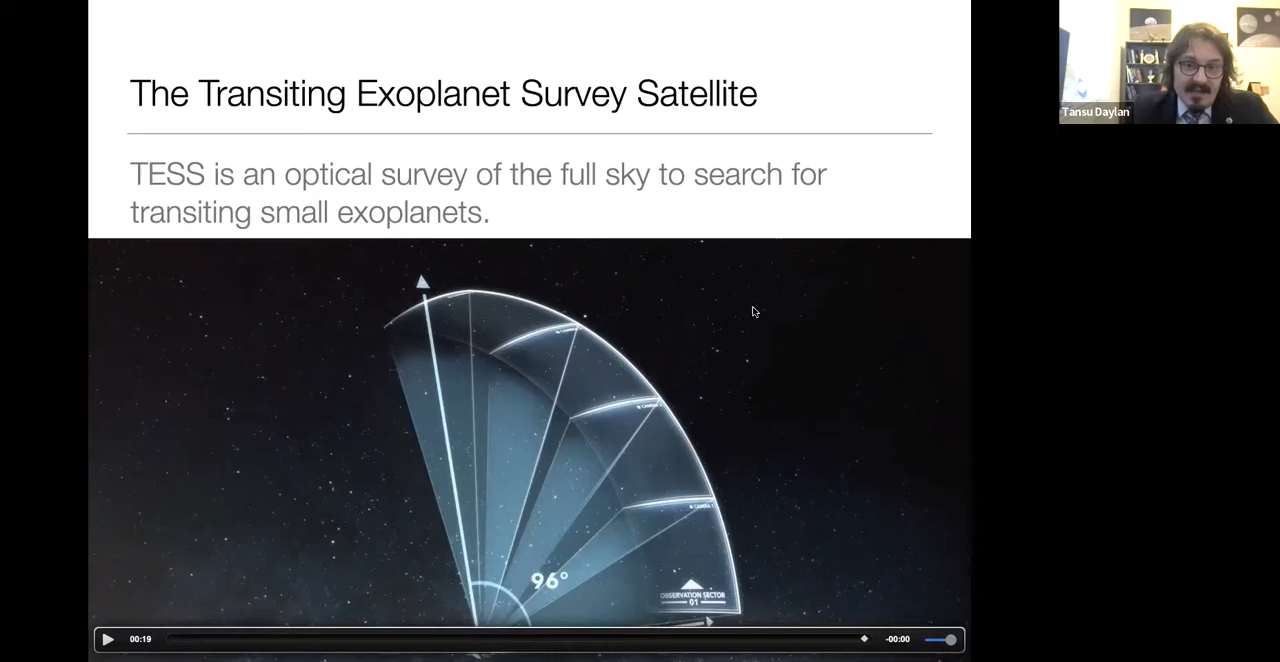 The Transiting Exoplanet Survey Satellite
Tansu Daylan
TESS is an optical survey of the full sky to search for
transiting small exoplanets.
96°
OBSERVATION SECTOR
01
00:19
-00:00